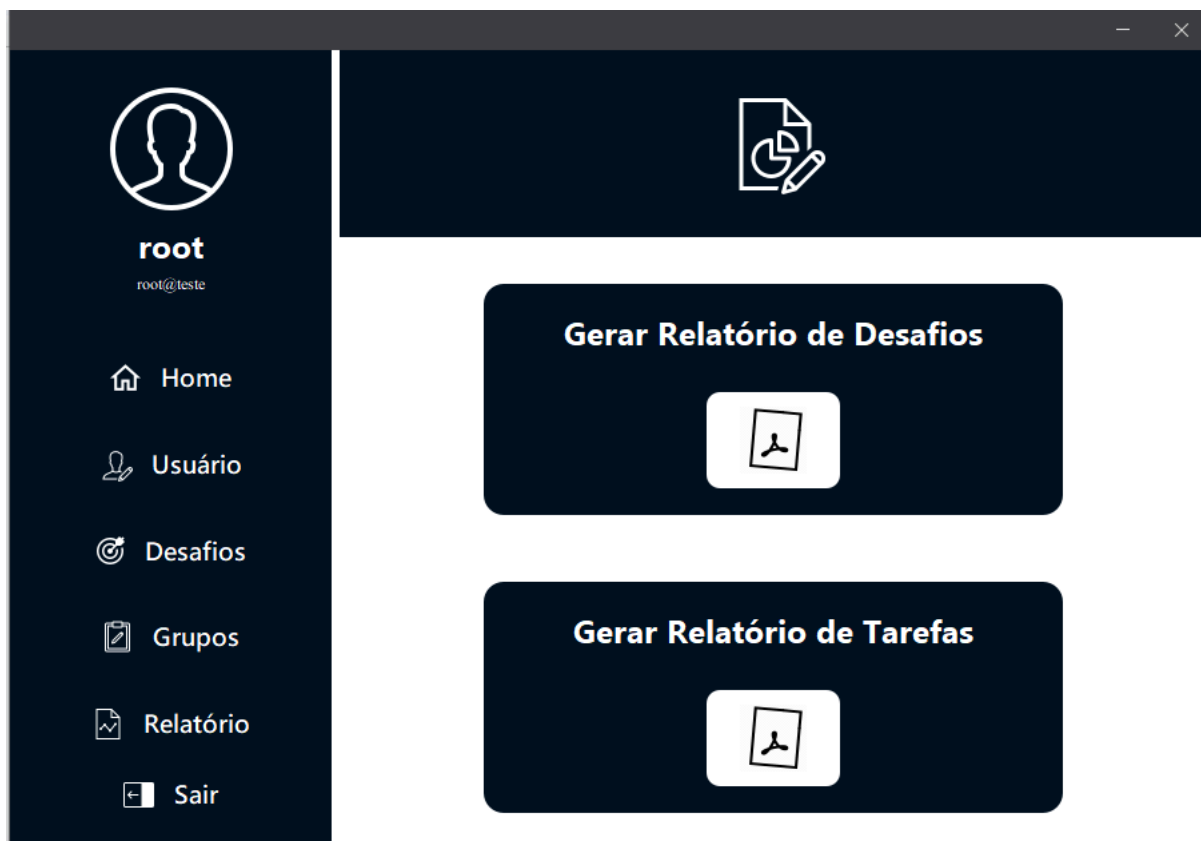 root
root@teste
Home
Usuário
Desafios
Grupos
Relatório
Sair
Gerar Relatório de Desafios
Gerar Relatório de Tarefas